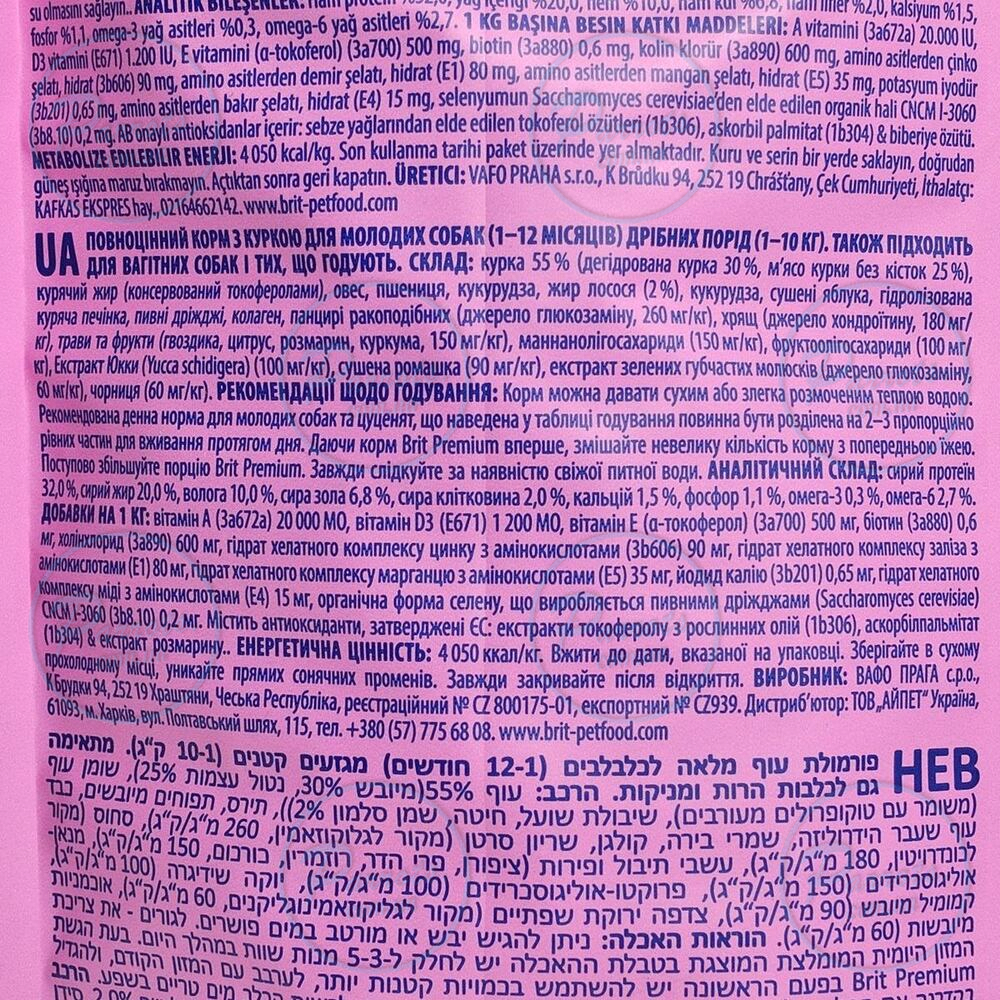 su olmasını sağlayın. ANALİTİK BİLEŞENLER: ham protein %32,0, yağ içeriği %20,0, nem %10,0, ham kül %6,8, ham lifler %2,0, kalsiyum %1,5,
fosfor %1,1, omega-3 yağ asitleri %0,3, omega-6 yağ asitleri %2,7. 1 KG BAŞINA BESİN KATKI MADDELERİ: A vitamini (3a672a) 20.000 IU,
D3 vitamini (E671) 1.200 IU, E vitamini (α-tokoferol) (3a700) 500 mg, biotin (3a880) 0,6 mg, kolin klorür (3a890) 600 mg, amino asitlerden çinko
şelatı, hidrat (3b606) 90 mg, amino asitlerden demir şelatı, hidrat (E1) 80 mg, amino asitlerden mangan şelatı, hidrat (E5) 35 mg, potasyum iyodür
(3b201) 0,65 mg, amino asitlerden bakır şelatı, hidrat (E4) 15 mg, selenyumun Saccharomyces cerevisiae'den elde edilen organik hali CNCM I-3060
(3b8.10) 0,2 mg. AB onaylı antioksidanlar içerir: sebze yağlarından elde edilen tokoferol özütleri (1b306), askorbil palmitat (1b304) & biberiye özütü.
METABOLİZE EDİLEBİLİR ENERJİ: 4 050 kcal/kg. Son kullanma tarihi paket üzerinde yer almaktadır. Kuru ve serin bir yerde saklayın, doğrudan
güneş ışığına maruz bırakmayın. Açıktan sonra geri kapatın. ÜRETİCİ: VAFO PRAHA s.r.o., K Brůdku 94, 252 19 Chrášťany, Çek Cumhuriyeti, İthalatçı:
KAFKAS EKSPRES hay., 02164662142. www.brit-petfood.com
UA ПОВНОЦІННИЙ КОРМ З КУРКОЮ ДЛЯ МОЛОДИХ СОБАК (1–12 МІСЯЦІВ) ДРІБНИХ ПОРІД (1–10 КГ). ТАКОЖ ПІДХОДИТЬ
ДЛЯ ВАГІТНИХ СОБАК І ТИХ, ЩО ГОДУЮТЬ. СКЛАД: курка 55 % (дегідрована курка 30 %, м'ясо курки без кісток 25 %),
курячий жир (консервований токоферолами), овес, пшениця, кукурудза, жир лосося (2 %), кукурудза, сушені яблука, гідролізована
куряча печінка, пивні дріжджі, колаген, панцирі ракоподібних (джерело глюкозаміну, 260 мг/кг), хрящ (джерело хондроїтину, 180 мг/
кг), трави та фрукти (гвоздика, цитрус, розмарин, куркума, 150 мг/кг), маннанолігосахариди (150 мг/кг), фруктоолігосахариди (100 мг/
кг), Екстракт Юкки (Yucca schidigera) (100 мг/кг), сушена ромашка (90 мг/кг), екстракт зелених губчастих молюсків (джерело глюкозаміну,
60 мг/кг), чорниця (60 мг/кг). РЕКОМЕНДАЦІЇ ЩОДО ГОДУВАННЯ: Корм можна давати сухим або злегка розмоченим теплою водою.
Рекомендована денна норма для молодих собак та цуценят, що наведена у таблиці годування повинна бути розділена на 2–3 пропорційно
рівних частин для вживання протягом дня. Даючи корм Brit Premium вперше, змішайте невелику кількість корму з попередньою їжею.
Поступово збільшуйте порцію Brit Premium. Завжди слідкуйте за наявністю свіжої питної води. АНАЛІТИЧНИЙ СКЛАД: сирий протеїн
32,0 %, сирий жир 20,0 %, волога 10,0 %, сира зола 6,8 %, сира клітковина 2,0 %, кальцій 1,5 %, фосфор 1,1 %, омега-3 0,3 %, омега-6 2,7 %.
ДОБАВКИ НА 1 КГ: вітамін А (3a672a) 20 000 МО, вітамін D3 (E671) 1 200 МО, вітамін Е (α-токоферол) (3a700) 500 мг, біотин (3a880) 0,6
мг, холінхлорид (3a890) 600 мг, гідрат хелатного комплексу цинку з амінокислотами (3b606) 90 мг, гідрат хелатного комплексу заліза з
амінокислотами (E1) 80 мг, гідрат хелатного комплексу марганцю з амінокислотами (E5) 35 мг, йодид калію (3b201) 0,65 мг, гідрат хелатного
комплексу міді з амінокислотами (E4) 15 мг, органічна форма селену, що виробляється пивними дріжджами (Saccharomyces cerevisiae)
CNCM I-3060 (3b8.10) 0,2 мг. Містить антиоксиданти, затверджені ЄС: екстракти токоферолу з рослинних олій (1b306), аскорбілпальмітат
(1b304) & екстракт розмарину.. ЕНЕРГЕТИЧНА ЦІННІСТЬ: 4 050 ккал/кг. Вжити до дати, вказаної на упаковці. Зберігайте в сухому
прохолодному місці, уникайте прямих сонячних променів. Завжди закривайте після відкриття. ВИРОБНИК: ВАФО ПРАГА с.р.о.,
К Брудки 94, 252 19 Храштяни, Чеська Республіка, реєстраційний № CZ 800175-01, експортний № CZ939. Дистриб'ютор: ТОВ „АЙПЕТ" Україна,
61093, м. Харків, вул. Полтавський шлях, 115, тел. +380 (57) 775 68 08. www.brit-petfood.com
HEB פורמולת עוף מלאה לכלבלבים (12-1 חודשים) מגזעים קטנים (10-1 ק"ג). מתאימה
גם לכלבות הרות ומניקות. הרכב: עוף 55%(מיובש 30%, נטול עצמות 25%), שומן עוף
(משומר עם טוקופרולים מעורבים), שיבולת שועל, חיטה, שמן סלמון 2%)), תירס, תפוחים מיובשים, כבד
עוף שעבר הידרוליזה, שמרי בירה, קולגן, שריון סרטן (מקור לגלוקוזאמין, 260 מ"ג/ק"ג), סחוס (מקור
לכונדרויטין, 180 מ"ג/ק"ג), עשבי תיבול ופירות (ציפורן, פרי הדר, רוזמרין, כורכום, 150 מ"ג/ק"ג), מנאן-
אוליגוסכרידים (150 מ"ג/ק"ג), פרוקטו-אוליגוסכרידים (100 מ"ג/ק"ג), יוקה שידיגרה (100 מ"ג/ק"ג),
קמומיל מיובש (90 מ"ג/ק"ג), צדפה ירוקת שפתיים (מקור לגליקוזאמינוגליקנים, 60 מ"ג/ק"ג), אוכמניות
מיובשות (60 מ"ג/ק"ג). הוראות האכלה: ניתן להגיש יבש או מורטב במים פושרים. לגורים - את צריכת
המזון היומית המומלצת המוצגת בטבלת ההאכלה יש לחלק ל-5-3 מנות שוות במהלך היום. בעת הגשת
Brit Premium בפעם הראשונה יש להשתמש בכמויות קטנות יותר, לערבב עם המזון הקודם, ולהגדיל